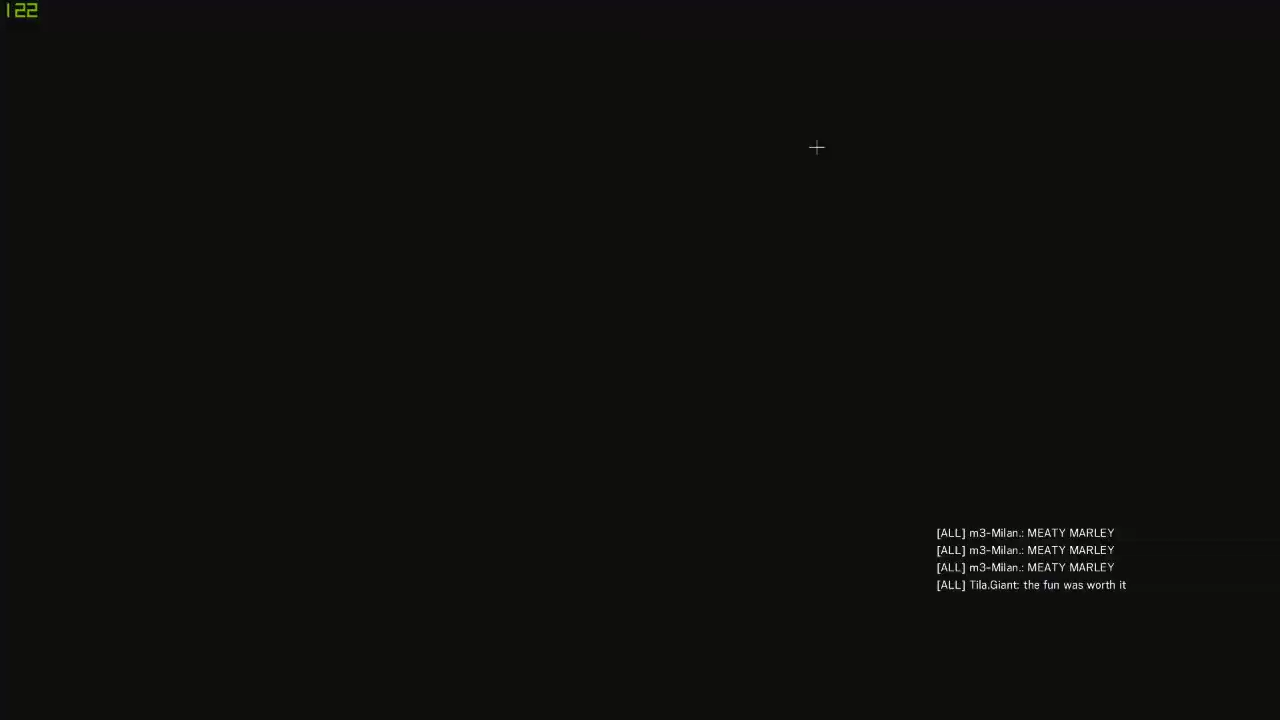 122
[ALL] m3-Milan.: MEATY MARLEY
[ALL] m3-Milan.: MEATY MARLEY
[ALL] m3-Milan.: MEATY MARLEY
[ALL] Tila.Giant: the fun was worth it